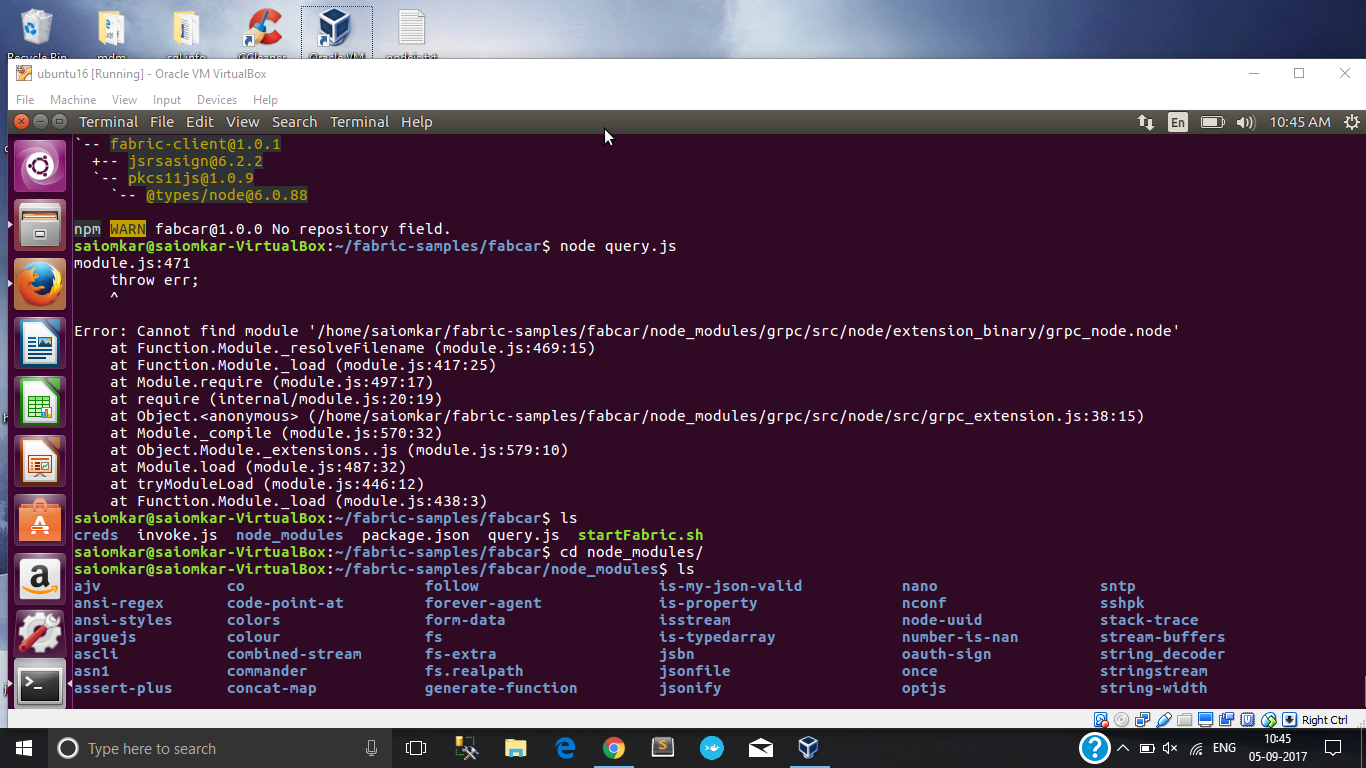 Recycle Bin mdm sql info CCleaner Oracle VM
ubuntu16 [Running] - Oracle VM VirtualBox
File Machine View Input Devices Help
Terminal File Edit View Search Terminal Help En 10:45 AM
`-- fabric-client@1.0.1
+-- jsrsasign@6.2.2
`-- pkcs11js@1.0.9
`-- @types/node@6.0.88
npm WARN fabcar@1.0.0 No repository field.
saiomkar@saiomkar-VirtualBox:~/fabric-samples/fabcar$ node query.js
module.js:471
throw err;
^
Error: Cannot find module '/home/saiomkar/fabric-samples/fabcar/node_modules/grpc/src/node/extension_binary/grpc_node.node'
at Function.Module._resolveFilename (module.js:469:15)
at Function.Module._load (module.js:417:25)
at Module.require (module.js:497:17)
at require (internal/module.js:20:19)
at Object.<anonymous> (/home/saiomkar/fabric-samples/fabcar/node_modules/grpc/src/node/src/grpc_extension.js:38:15)
at Module._compile (module.js:570:32)
at Object.Module._extensions..js (module.js:579:10)
at Module.load (module.js:487:32)
at tryModuleLoad (module.js:446:12)
at Function.Module._load (module.js:438:3)
saiomkar@saiomkar-VirtualBox:~/fabric-samples/fabcar$ ls
creds invoke.js node_modules package.json query.js startFabric.sh
saiomkar@saiomkar-VirtualBox:~/fabric-samples/fabcar$ cd node_modules/
saiomkar@saiomkar-VirtualBox:~/fabric-samples/fabcar/node_modules$ ls
ajv co follow is-my-json-valid nano sntp
ansi-regex code-point-at forever-agent is-property nconf sshpk
ansi-styles colors form-data isstream node-uuid stack-trace
arguejs colour fs is-typedarray number-is-nan stream-buffers
ascli combined-stream fs-extra jsbn oauth-sign string_decoder
asn1 commander fs.realpath jsonfile once stringstream
assert-plus concat-map generate-function jsonify optjs string-width
Right Ctrl
Type here to search ENG 10:45
05-09-2017